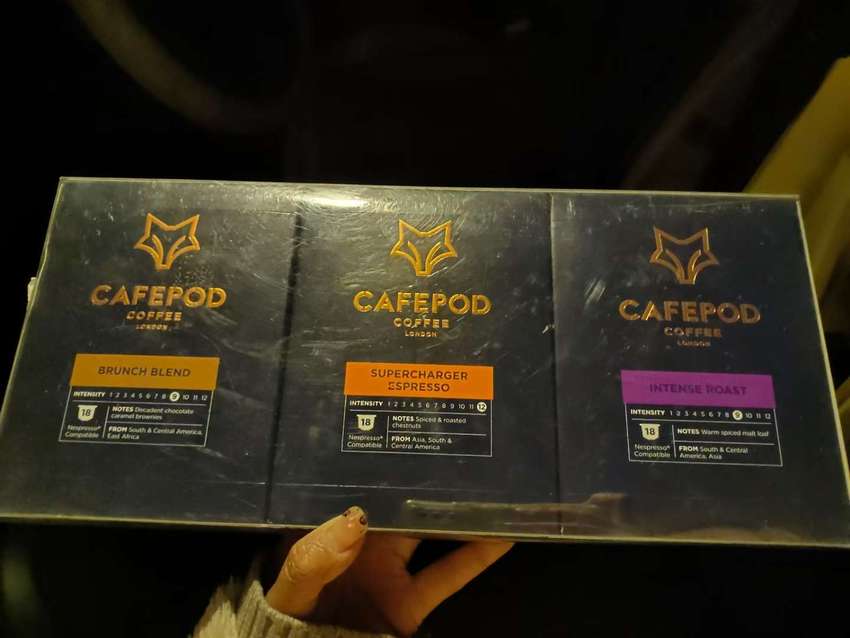 CAFEPOD
COFFEE
LONDON
BRUNCH BLEND
INTENSITY 1 2 3 4 5 6 7 8 9 10 11 12
18
Nespresso®
Compatible
NOTES Decadent chocolate
caramel brownies
FROM South & Central America,
East Africa
CAFEPOD
COFFEE
LONDON
SUPERCHARGER
ESPRESSO
INTENSITY 1 2 3 4 5 6 7 8 9 10 11 12
18
Nespresso®
Compatible
NOTES Spiced & roasted
chestnuts
FROM Asia, South &
Central America
CAFEPOD
COFFEE
LONDON
INTENSE ROAST
INTENSITY 1 2 3 4 5 6 7 8 9 10 11 12
18
Nespresso®
Compatible
NOTES Warm spiced malt loaf
FROM South & Central
America, Asia